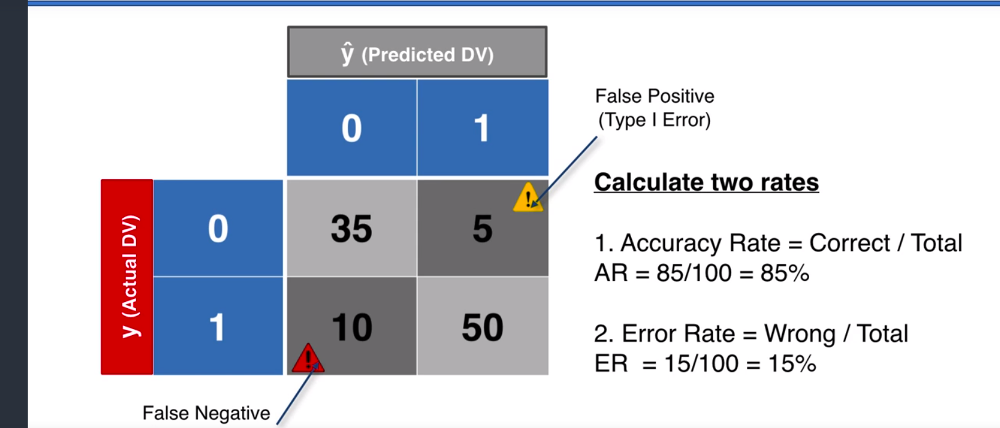 ŷ (Predicted DV)
0 1
False Positive
(Type I Error)
Calculate two rates
y (Actual DV)
0 35 5
1. Accuracy Rate = Correct / Total
AR = 85/100 = 85%
1 10 50
2. Error Rate = Wrong / Total
ER = 15/100 = 15%
False Negative